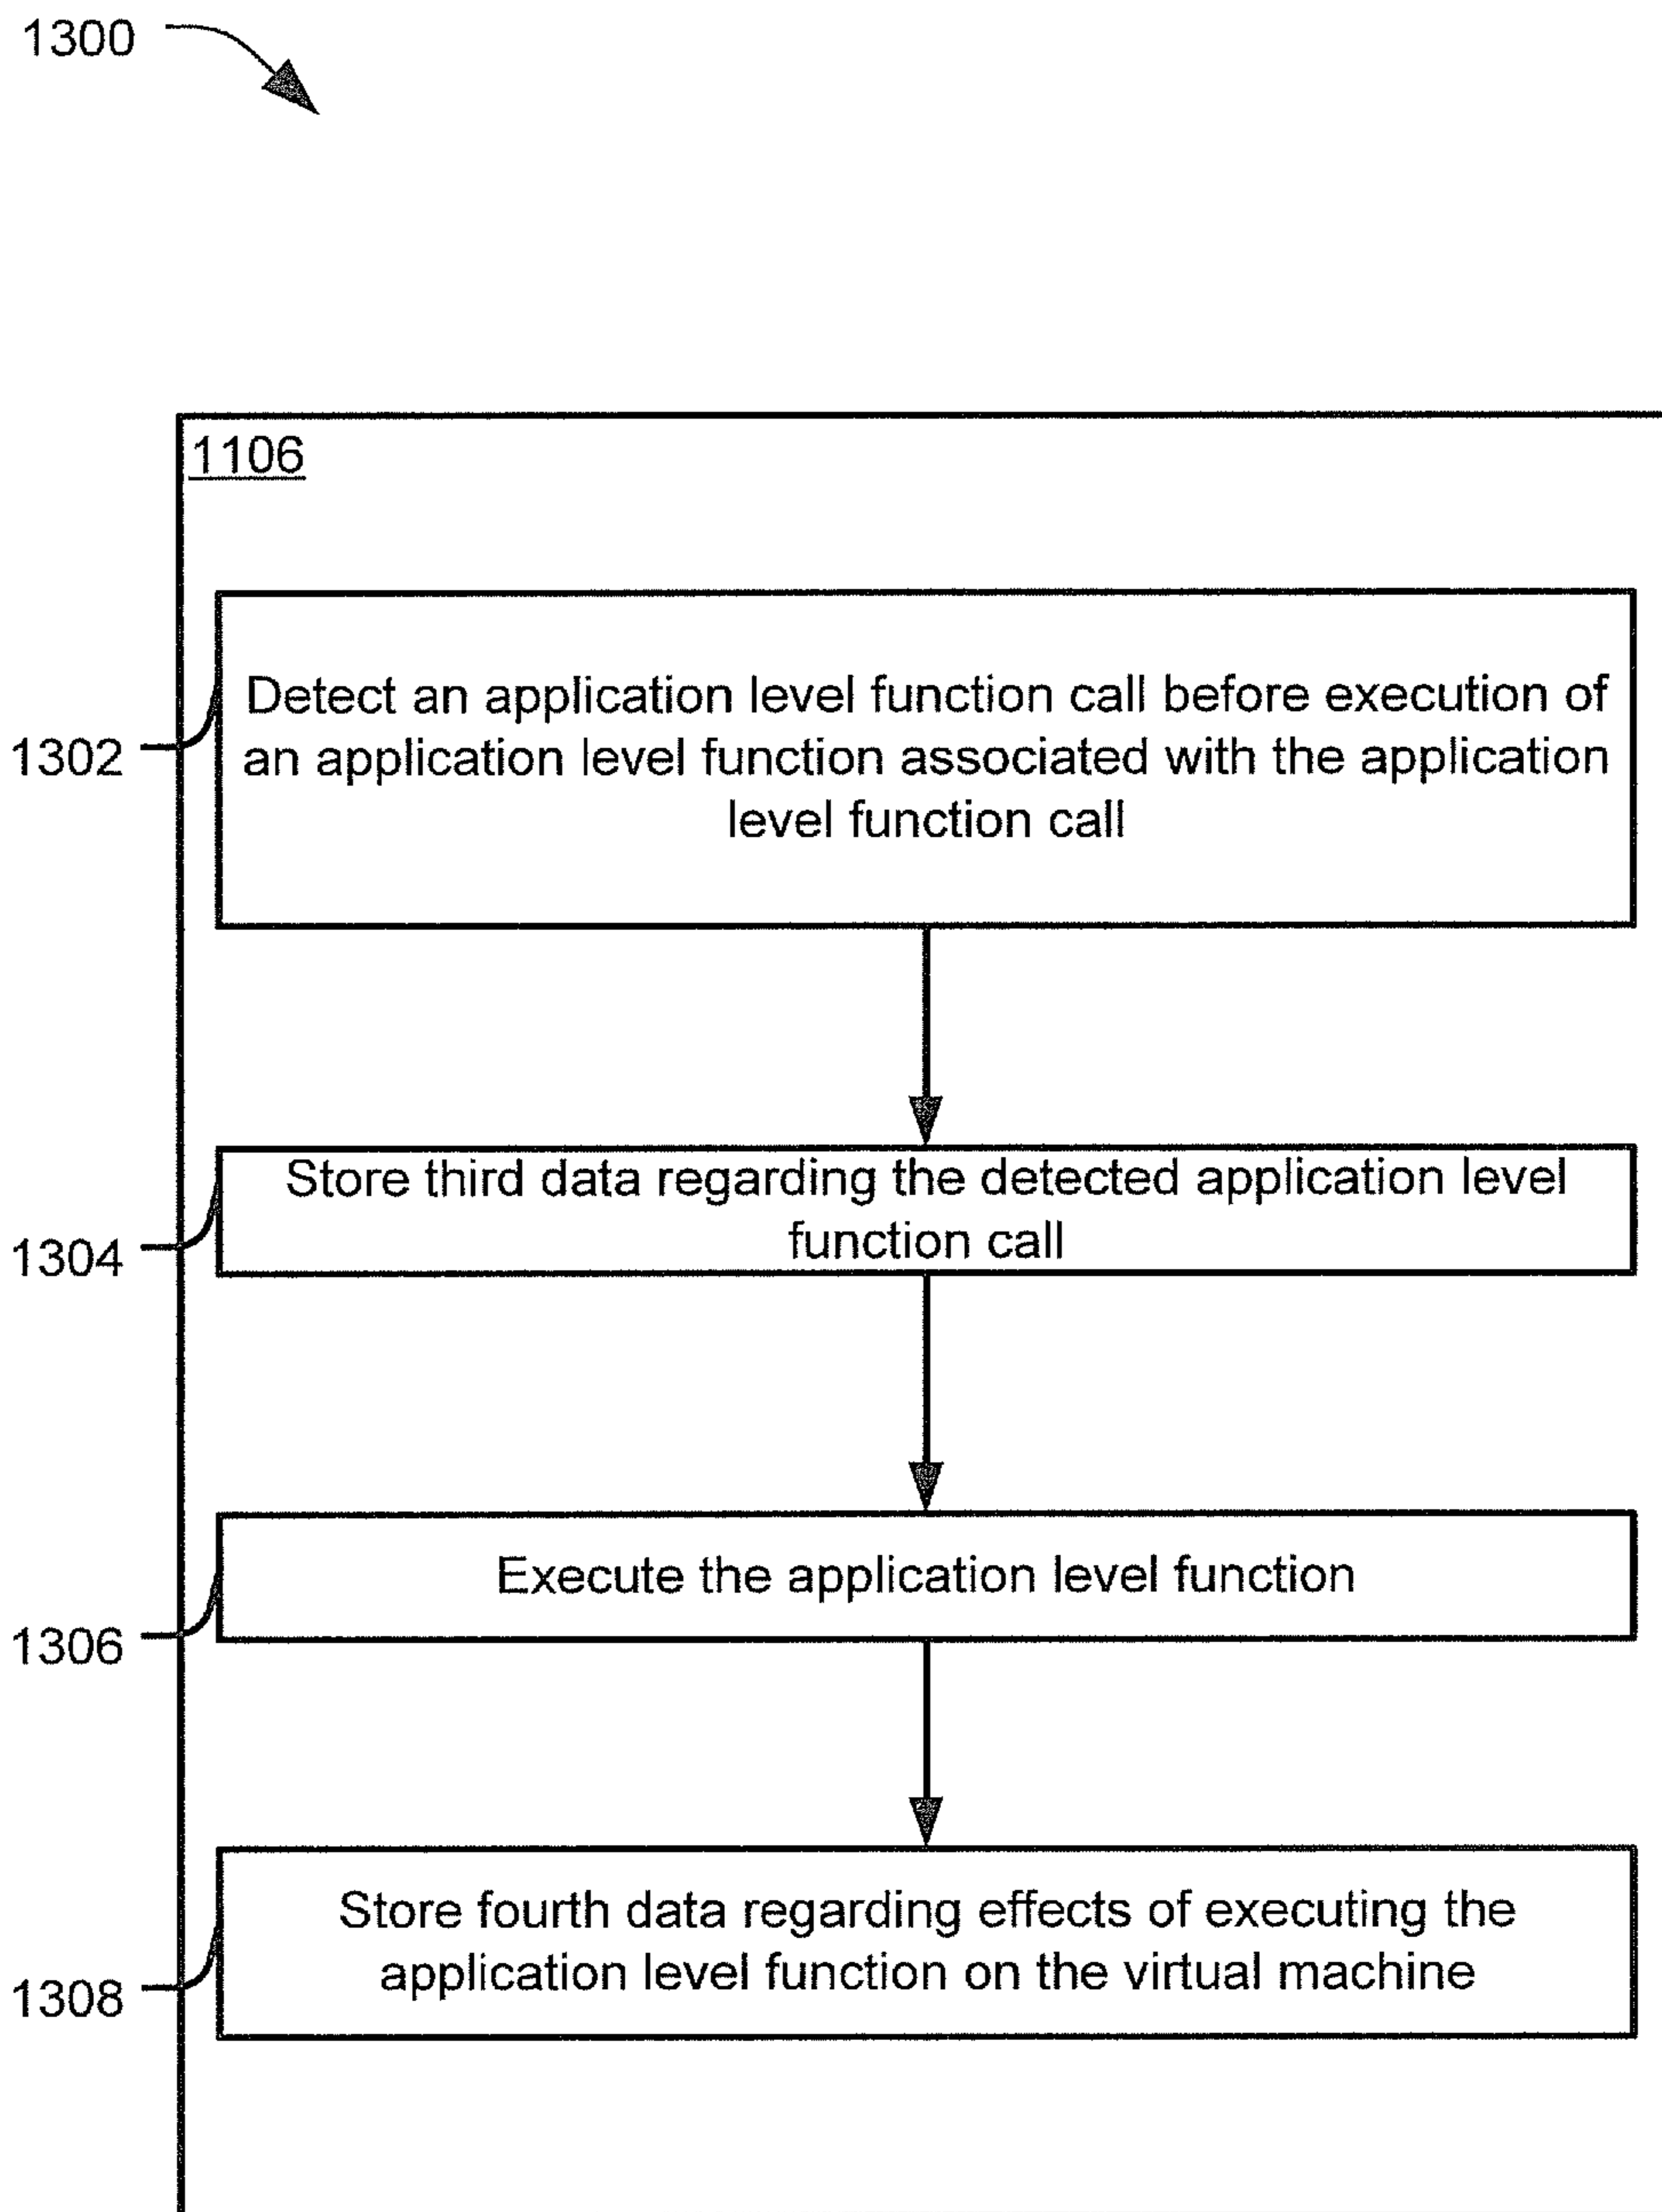 1300
1106
Detect an application level function call before execution of
an application level function associated with the application
level function call
1302
Store third data regarding the detected application level
function call
1304
Execute the application level function
1306
Store fourth data regarding effects of executing the
application level function on the virtual machine
1308